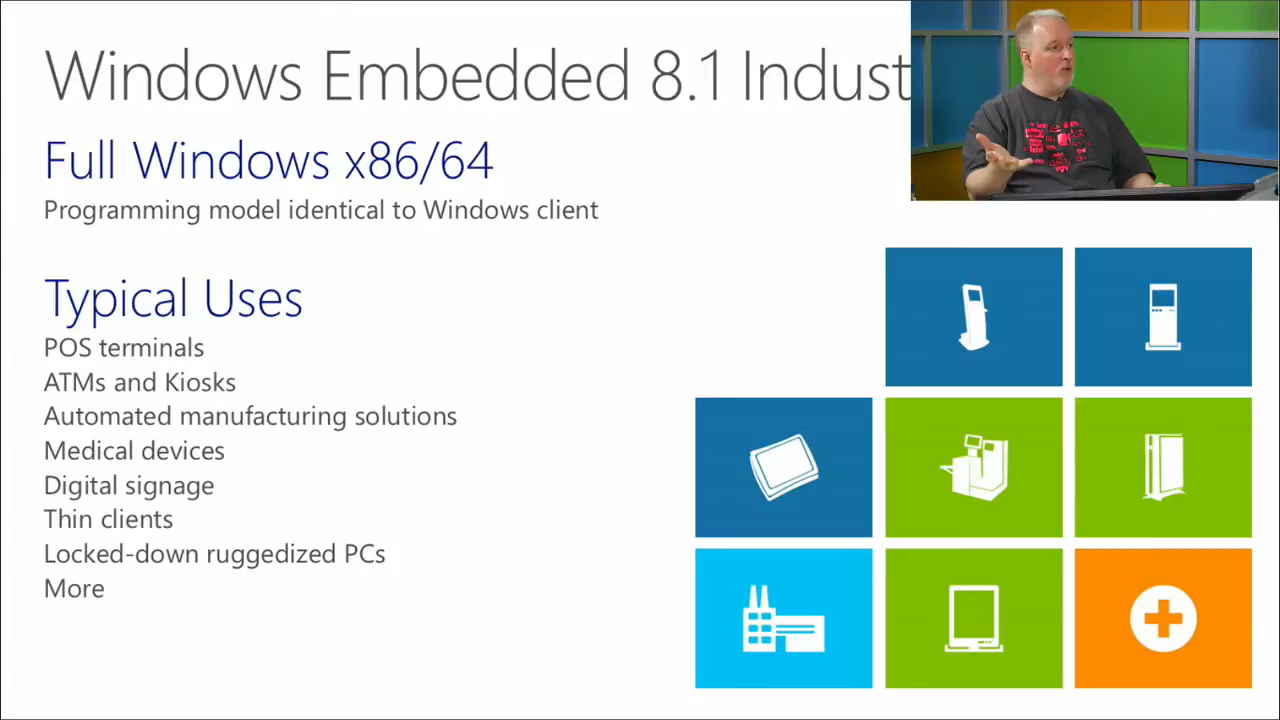 Windows Embedded 8.1 Indust
Full Windows x86/64
Programming model identical to Windows client
Typical Uses
POS terminals
ATMs and Kiosks
Automated manufacturing solutions
Medical devices
Digital signage
Thin clients
Locked-down ruggedized PCs
More